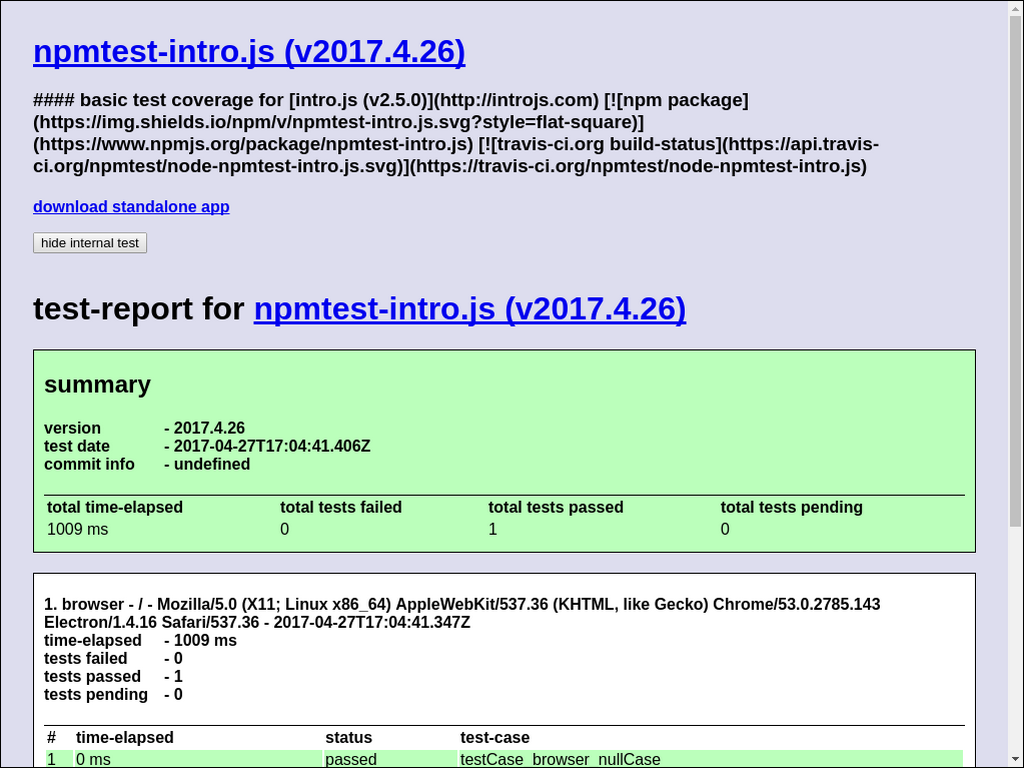 npmtest-intro.js (v2017.4.26)
#### basic test coverage for [intro.js (v2.5.0)](http://introjs.com) [![npm package]
(https://img.shields.io/npm/v/npmtest-intro.js.svg?style=flat-square)]
(https://www.npmjs.org/package/npmtest-intro.js) [![travis-ci.org build-status](https://api.travis-
ci.org/npmtest/node-npmtest-intro.js.svg)](https://travis-ci.org/npmtest/node-npmtest-intro.js)
download standalone app
hide internal test
test-report for npmtest-intro.js (v2017.4.26)
summary
version - 2017.4.26
test date - 2017-04-27T17:04:41.406Z
commit info - undefined
total time-elapsed total tests failed total tests passed total tests pending
1009 ms 0 1 0
1. browser - / - Mozilla/5.0 (X11; Linux x86_64) AppleWebKit/537.36 (KHTML, like Gecko) Chrome/53.0.2785.143
Electron/1.4.16 Safari/537.36 - 2017-04-27T17:04:41.347Z
time-elapsed - 1009 ms
tests failed - 0
tests passed - 1
tests pending - 0
# time-elapsed status test-case
1 0 ms passed testCase_browser_nullCase